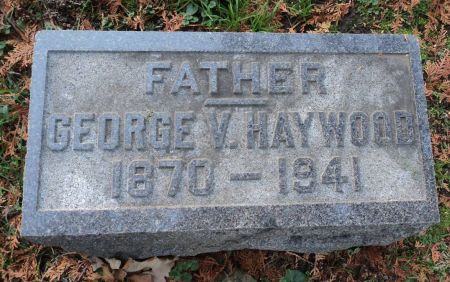 FATHER
GEORGE V. HAYWOOD
1870 – 1941